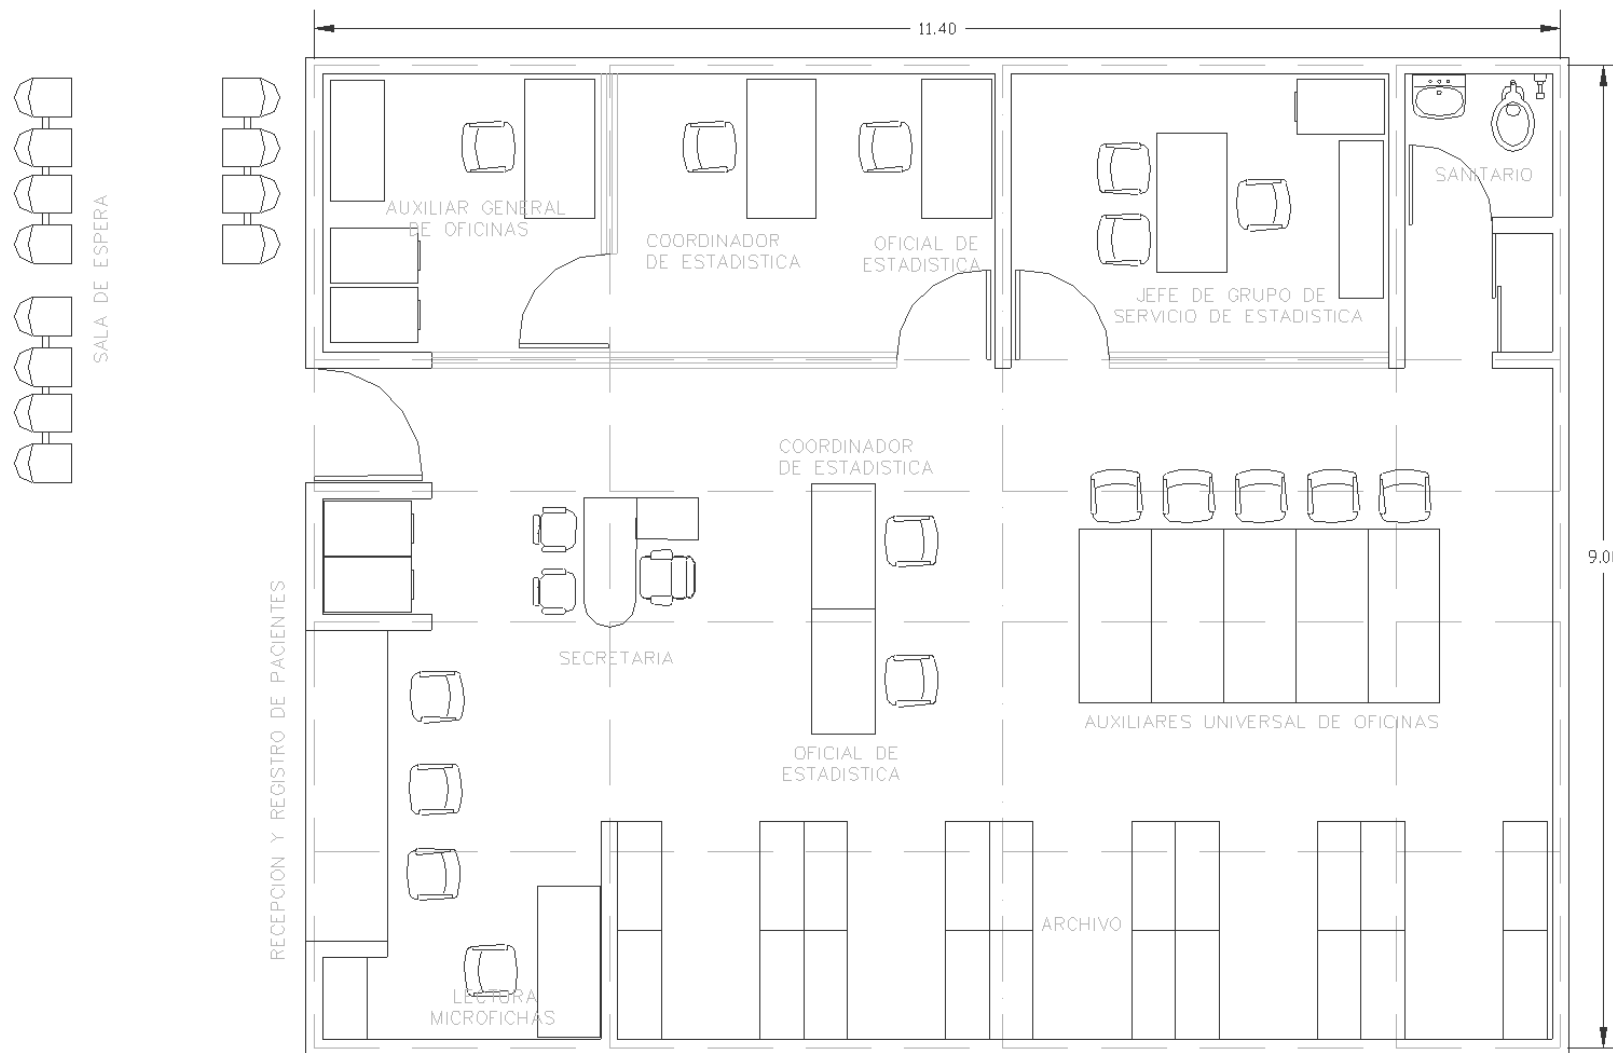 11.40
SALA DE ESPERA
AUXILIAR GENERAL
DE OFICINAS
COORDINADOR
DE ESTADISTICA
OFICIAL DE
ESTADISTICA
JEFE DE GRUPO DE
SERVICIO DE ESTADISTICA
SANITARIO
COORDINADOR
DE ESTADISTICA
9.00
SECRETARIA
RECEPCION Y REGISTRO DE PACIENTES
AUXILIARES UNIVERSAL DE OFICINAS
OFICIAL DE
ESTADISTICA
ARCHIVO
LECTURA
MICROFICHAS